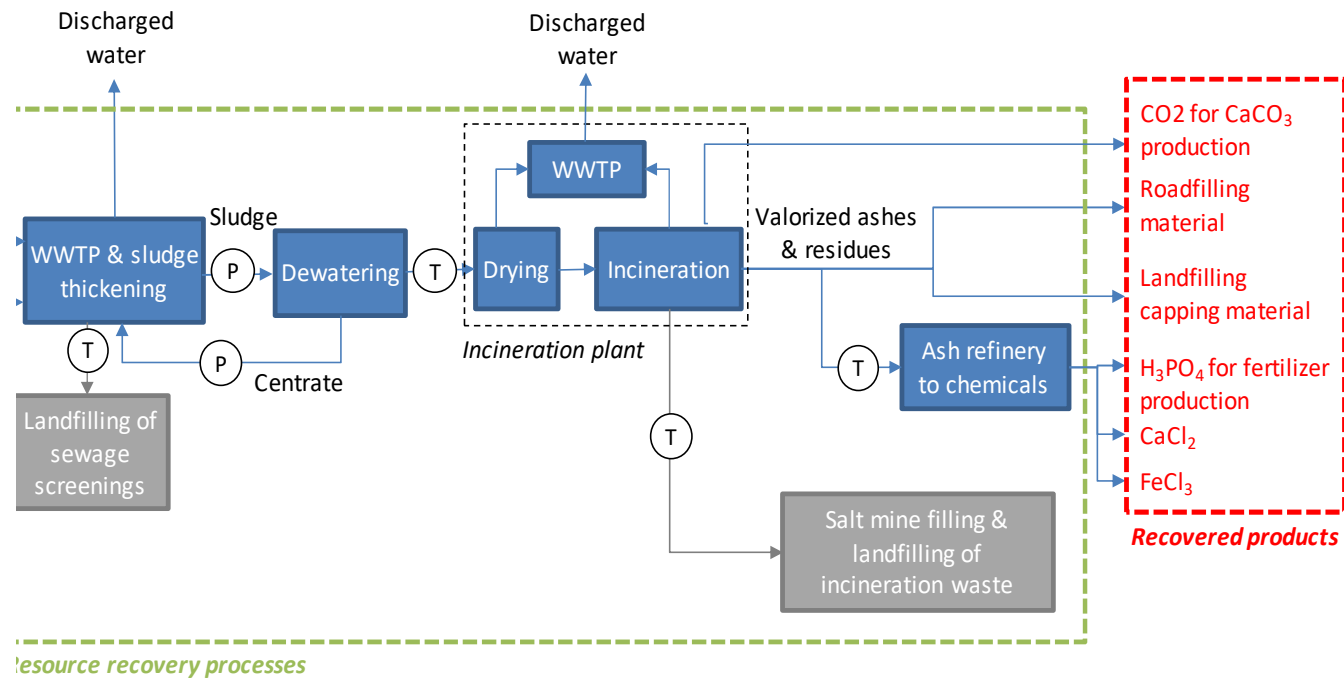 Discharged
water
Discharged
water
WWTP
CO2 for CaCO₃
production
Roadfilling
material
Sludge
Valorized ashes
& residues
WWTP & sludge
thickening
P
Dewatering
T
Drying
Incineration
Landfilling
capping material
Incineration plant
T
P
Centrate
T
Ash refinery
to chemicals
H₃PO₄ for fertilizer
production
CaCl₂
FeCl₃
Landfilling of
sewage
screenings
T
Salt mine filling &
landfilling of
incineration waste
Recovered products
esource recovery processes